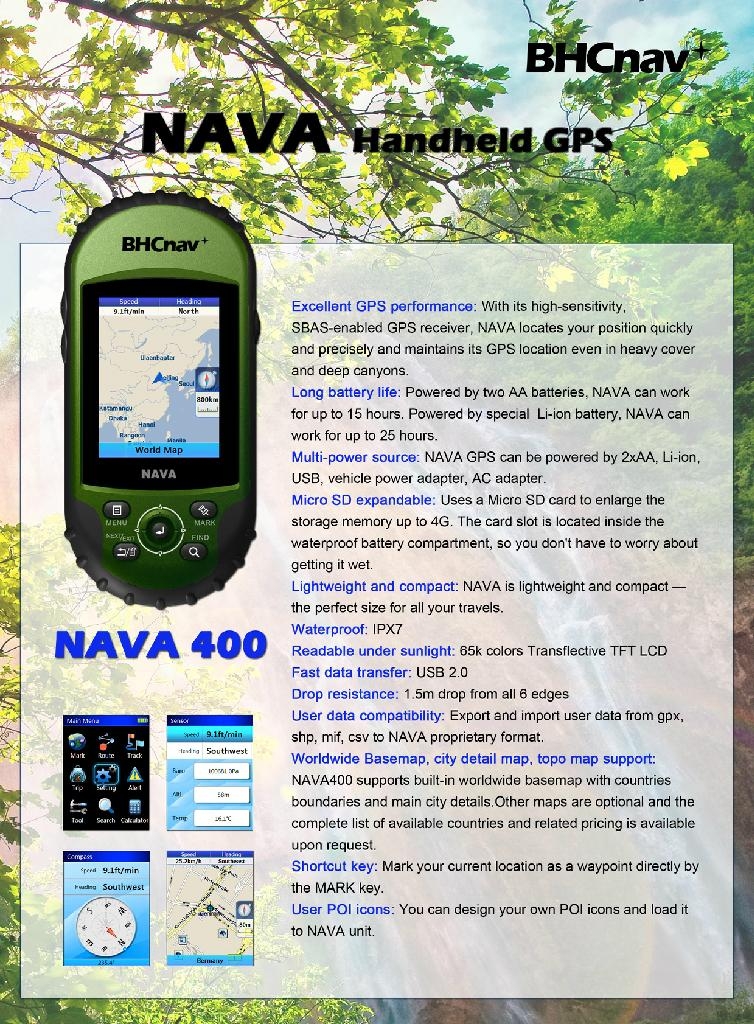 BHCnav
NAVA Handheld GPS
BHCnav
Speed Heading
9.1ft/min North
Ulaanbaatar
Seoul
800km
Hanoi
Rangoon
Manila
World Map
NAVA
MENU
MARK
NEXT/EXIT
FIND
NAVA 400
Main Menu
Mark Route Track
Trip Setting Alert
Tool Search Calculator
Sensor
Speed 9.1ft/min
Heading Southwest
Baro
Alti 58m
Temp
Compass
Speed 9.1ft/min
Heading Southwest
Speed Heading
25.2km/h Southwest
80m
Germany
Excellent GPS performance: With its high-sensitivity,
SBAS-enabled GPS receiver, NAVA locates your position quickly
and precisely and maintains its GPS location even in heavy cover
and deep canyons.
Long battery life: Powered by two AA batteries, NAVA can work
for up to 15 hours. Powered by special Li-ion battery, NAVA can
work for up to 25 hours.
Multi-power source: NAVA GPS can be powered by 2xAA, Li-ion,
USB, vehicle power adapter, AC adapter.
Micro SD expandable: Uses a Micro SD card to enlarge the
storage memory up to 4G. The card slot is located inside the
waterproof battery compartment, so you don't have to worry about
getting it wet.
Lightweight and compact: NAVA is lightweight and compact —
the perfect size for all your travels.
Waterproof: IPX7
Readable under sunlight: 65k colors Transflective TFT LCD
Fast data transfer: USB 2.0
Drop resistance: 1.5m drop from all 6 edges
User data compatibility: Export and import user data from gpx,
shp, mif, csv to NAVA proprietary format.
Worldwide Basemap, city detail map, topo map support:
NAVA400 supports built-in worldwide basemap with countries
boundaries and main city details.Other maps are optional and the
complete list of available countries and related pricing is available
upon request.
Shortcut key: Mark your current location as a waypoint directly by
the MARK key.
User POI icons: You can design your own POI icons and load it
to NAVA unit.